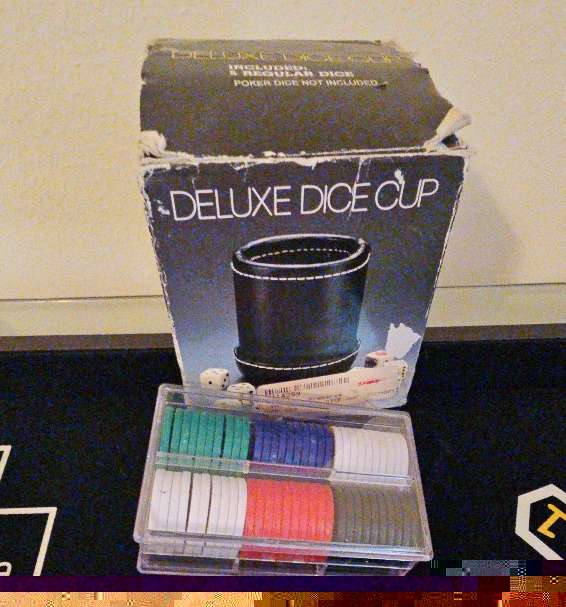 DELUXE DICE CUP
INCLUDED:
5 REGULAR DICE
POKER DICE NOT INCLUDED
DELUXE DICE CUP